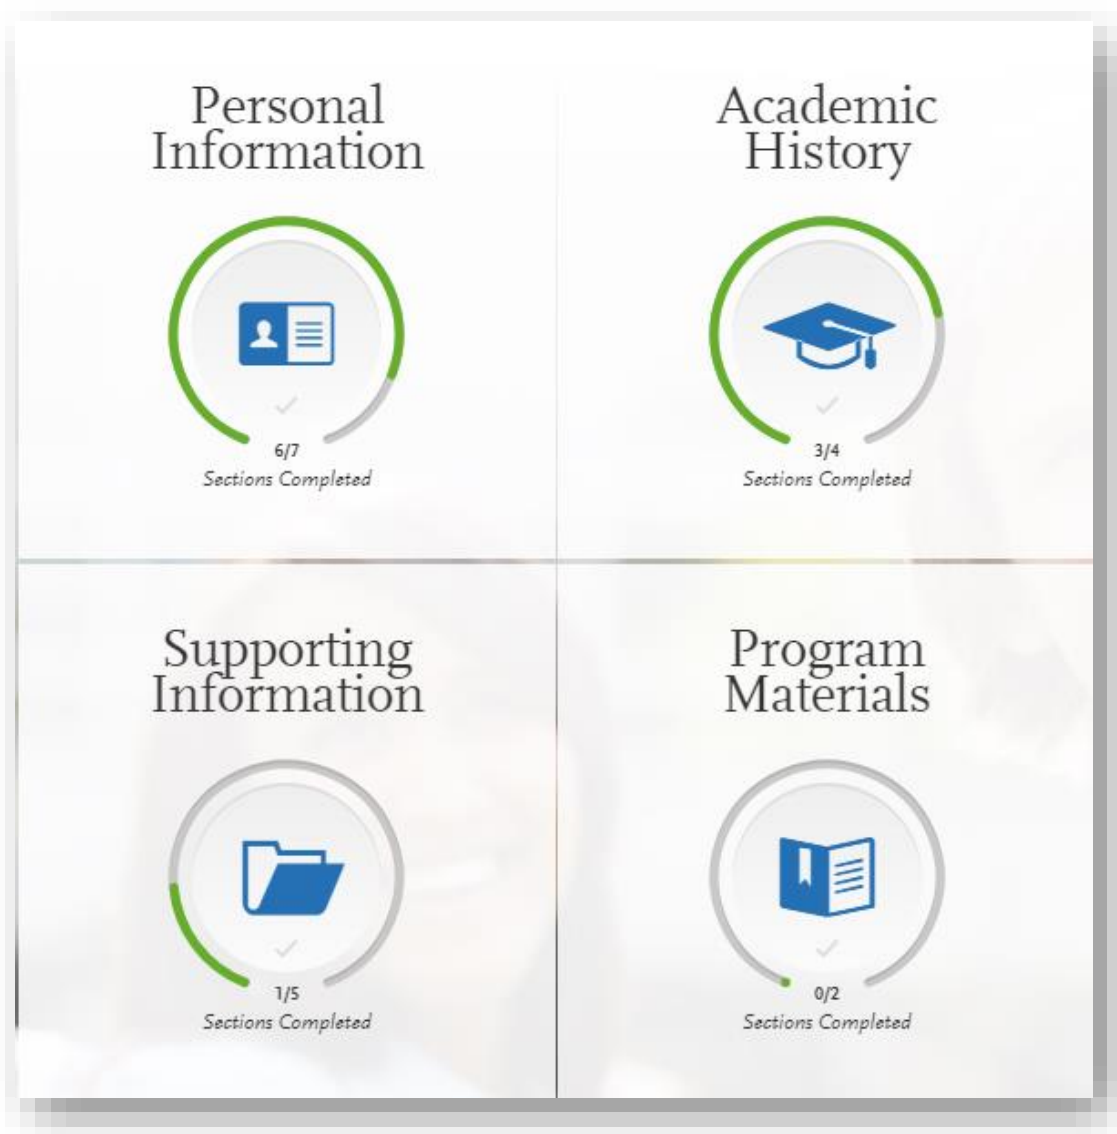 Personal
Information
6/7
Sections Completed
Academic
History
3/4
Sections Completed
Supporting
Information
1/5
Sections Completed
Program
Materials
0/2
Sections Completed